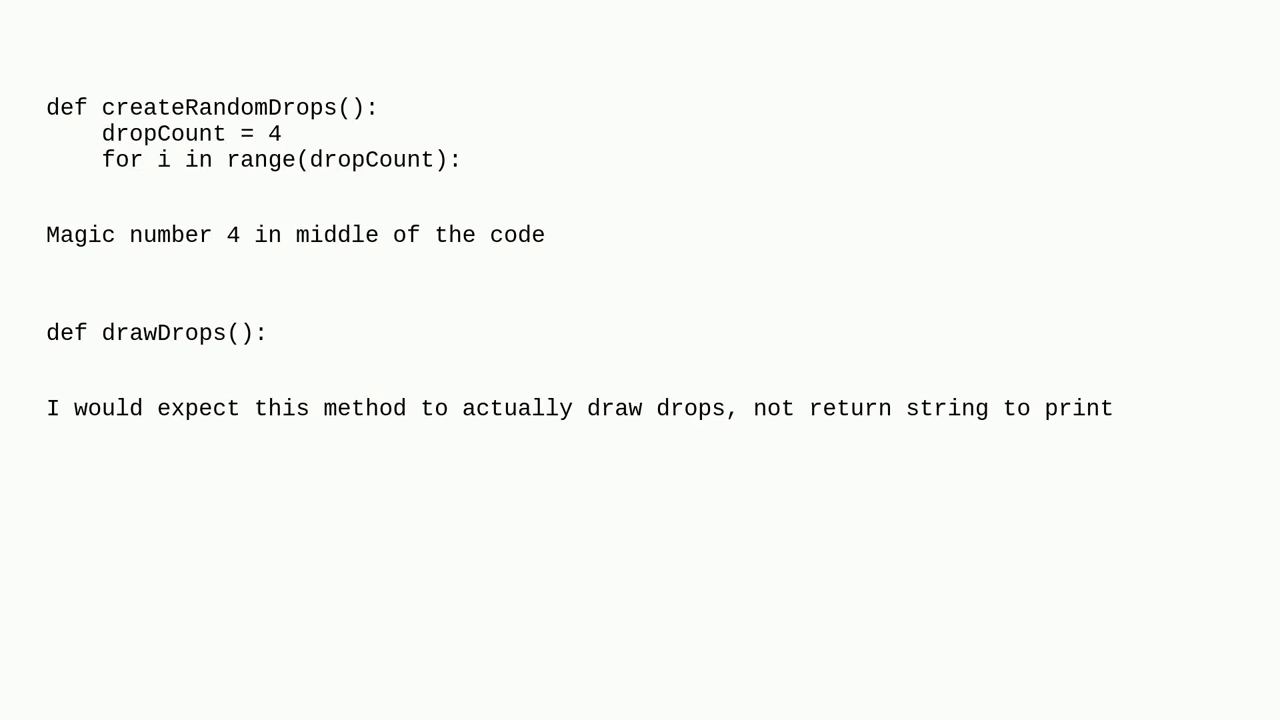 def createRandomDrops():
    dropCount = 4
    for i in range(dropCount):
Magic number 4 in middle of the code
def drawDrops():
I would expect this method to actually draw drops, not return string to print